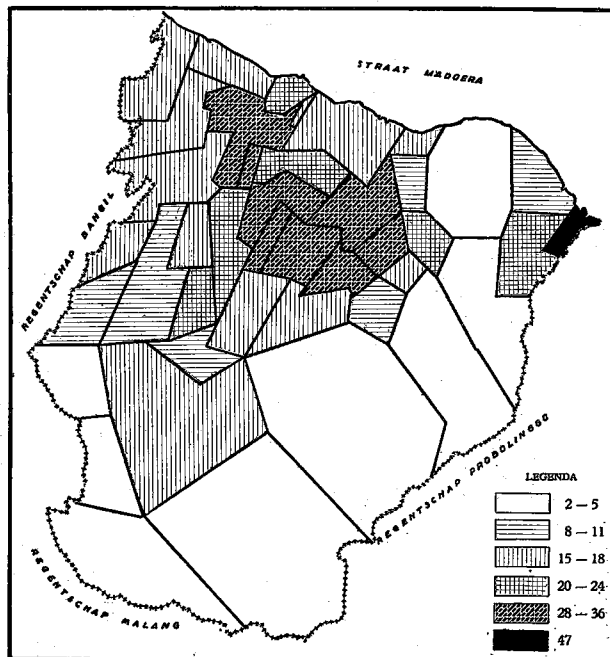 STRAAT MADOERA
REGENTSCHAP BANGIL
REGENTSCHAP PROBOLINGGO
REGENTSCHAP MALANG
LEGENDA
2 — 5
8 — 11
15 — 18
20 — 24
28 — 36
47